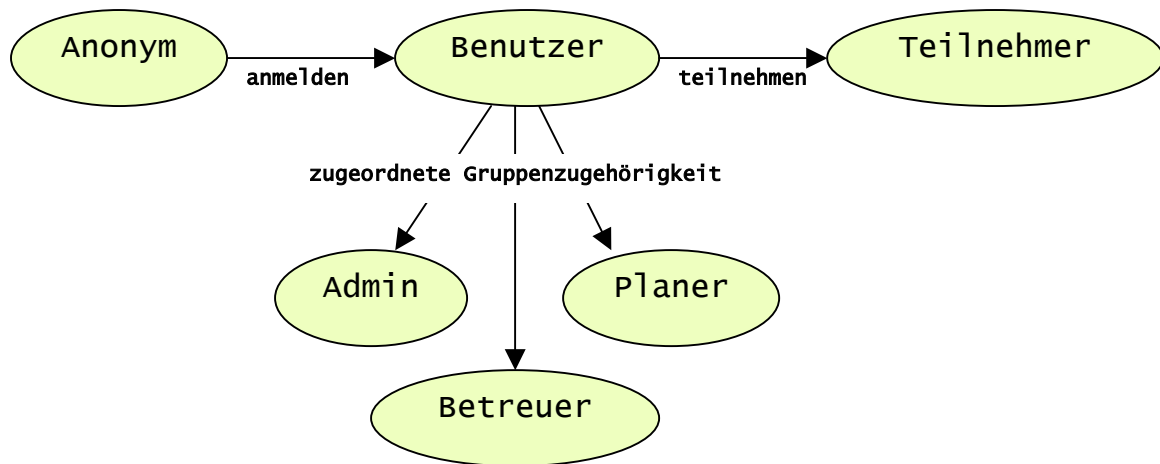 Anonym
Benutzer
Teilnehmer
anmelden
teilnehmen
zugeordnete Gruppenzugehörigkeit
Admin
Planer
Betreuer